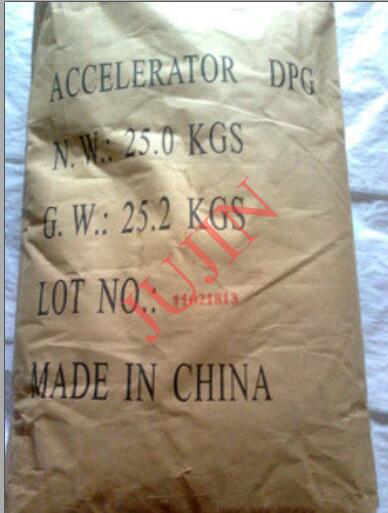 ACCELERATOR DPG
N.W.: 25.0 KGS
G.W.: 25.2 KGS
LOT NO.: 11021813
MADE IN CHINA
JUJIN